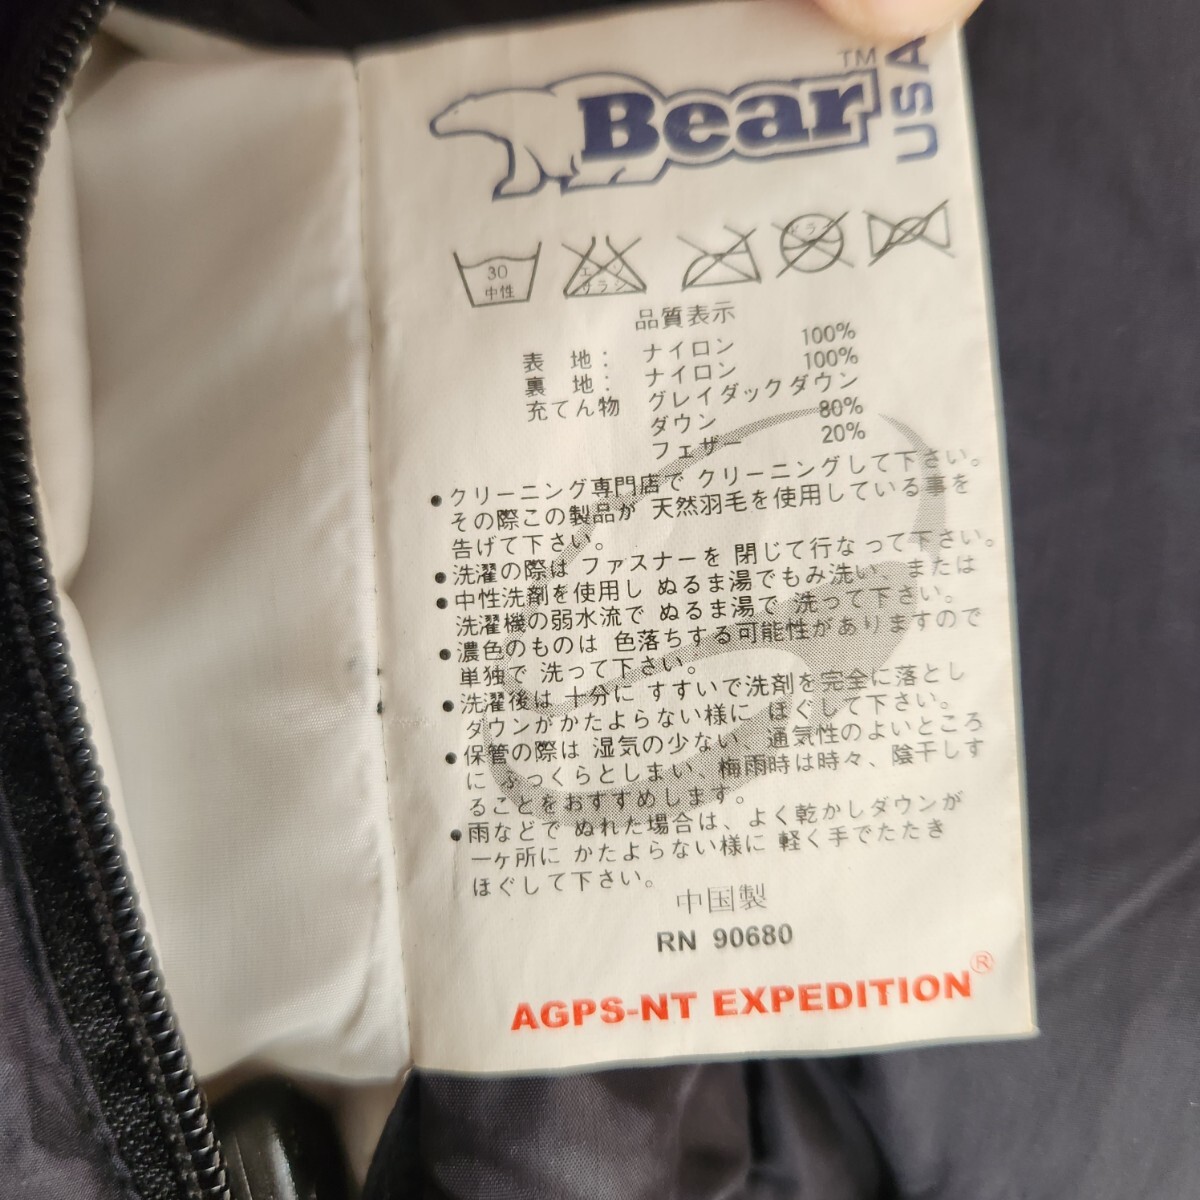 Bear™ USA
30 中性
エンソ サラシ
ドライ
品質表示
表 地: ナイロン 100%
裏 地: ナイロン 100%
充てん物 グレイダックダウン
ダウン 80%
フェザー 20%
●クリーニング専門店で クリーニングして下さい。
その際この製品が 天然羽毛を使用している事を
告げて下さい。
●洗濯の際は ファスナーを 閉じて行なって下さい。
●中性洗剤を使用し ぬるま湯でもみ洗い、または
洗濯機の弱水流で ぬるま湯で 洗って下さい。
●濃色のものは 色落ちする可能性がありますので
単独で 洗って下さい。
●洗濯後は 十分に すすいで洗剤を完全に落とし
ダウンがかたよらない様に ほぐして下さい。
●保管の際は 湿気の少ない、通気性のよいところ
に ふっくらとしまい、梅雨時は時々、陰干しす
ることをおすすめします。
●雨などで ぬれた場合は、よく乾かしダウンが
一ヶ所に かたよらない様に 軽く手でたたき
ほぐして下さい。
中国製
RN 90680
AGPS-NT EXPEDITION®